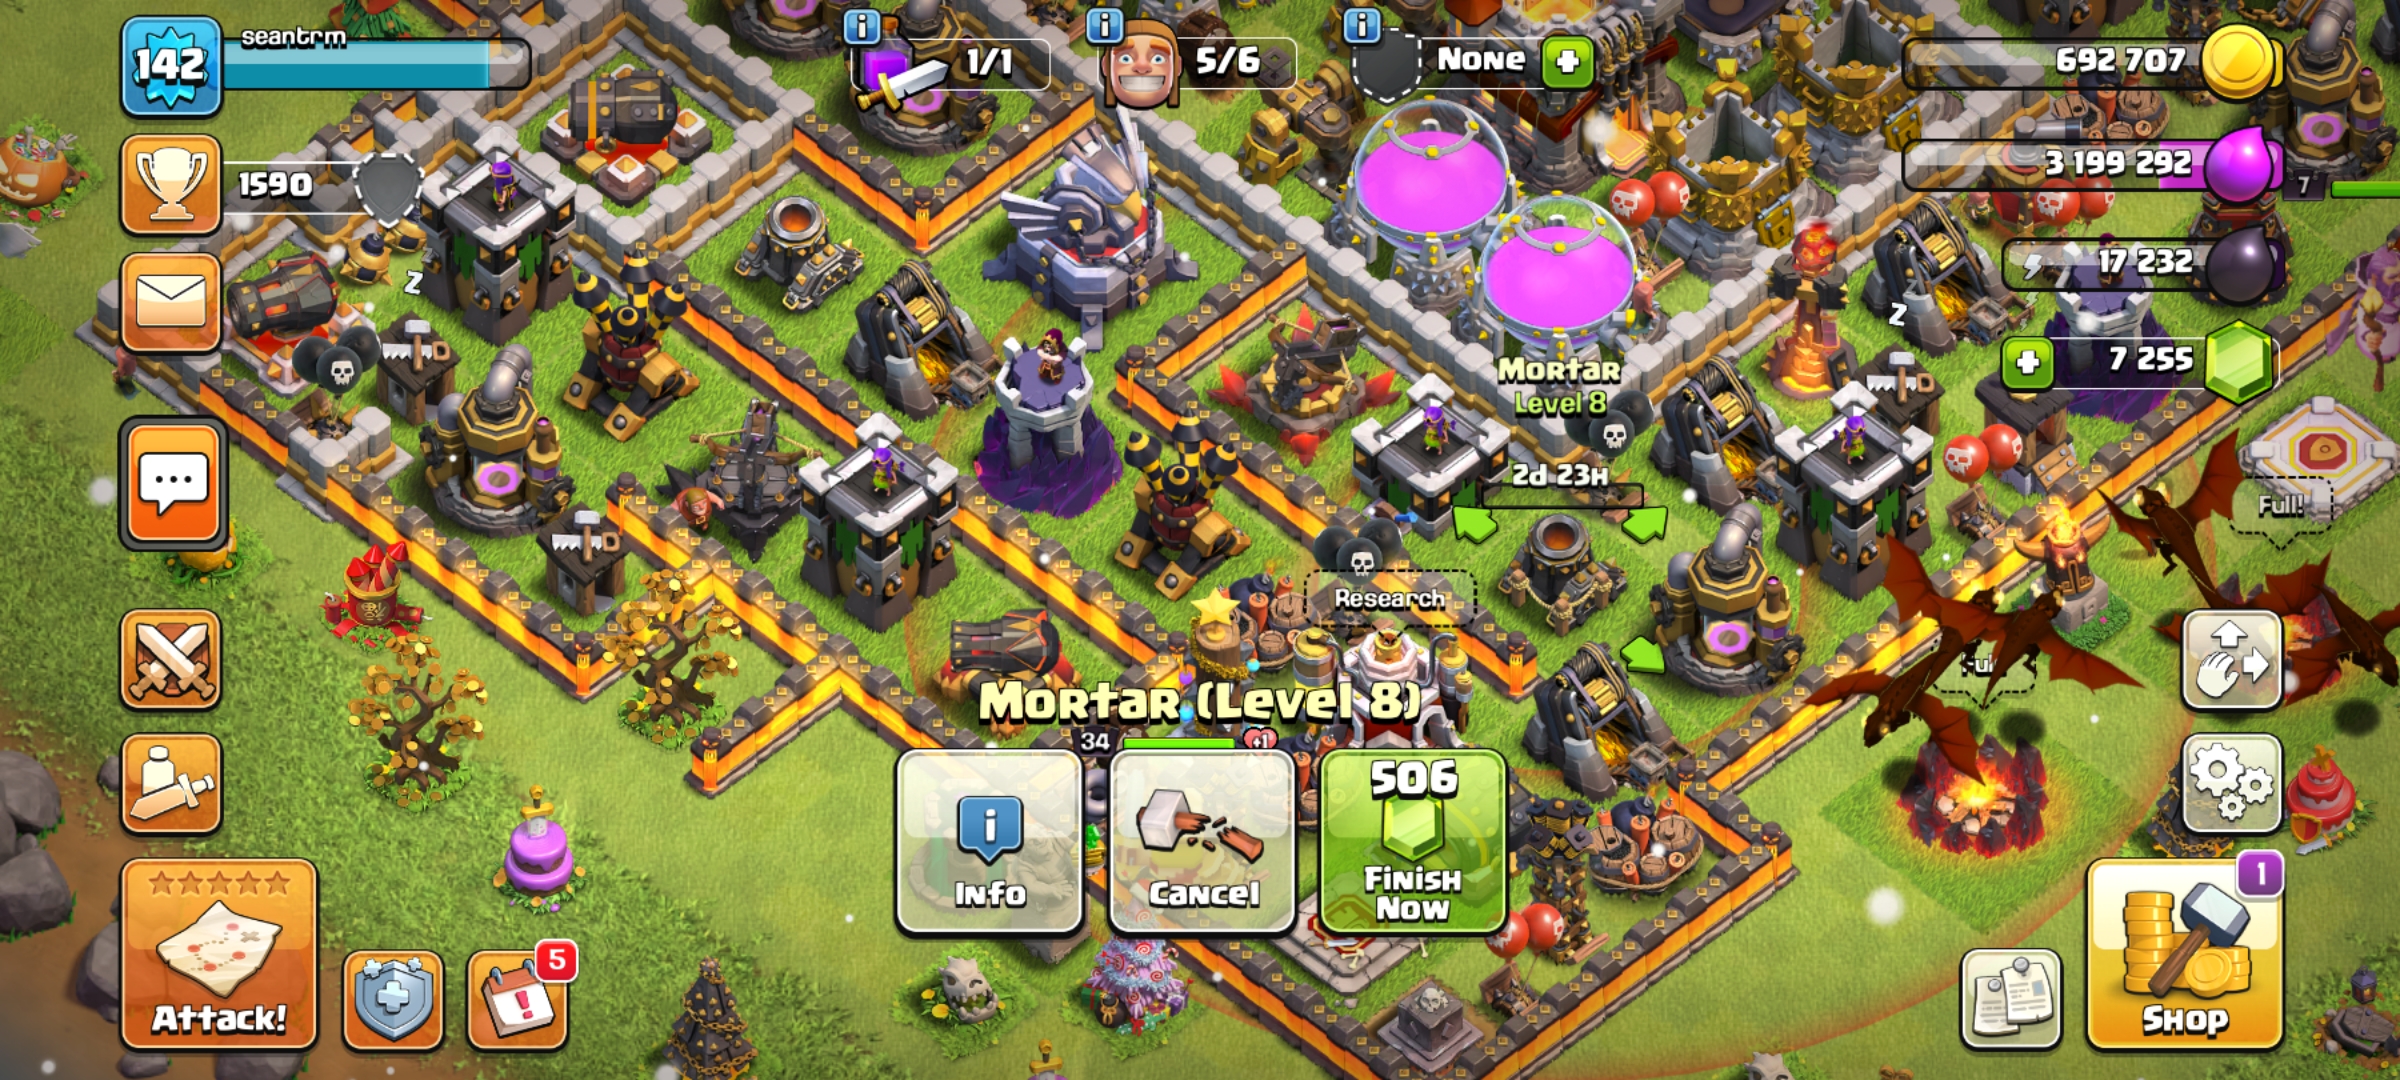 142
seantrm
1/1
5/6
None
692 707
1590
3 199 292
7
17 232
7 255
z
z
Mortar
Level 8
2d 23h
Full!
Research
Mortar (Level 8)
34
+1
506
Info
Cancel
Finish
Now
1
5
Attack!
Shop